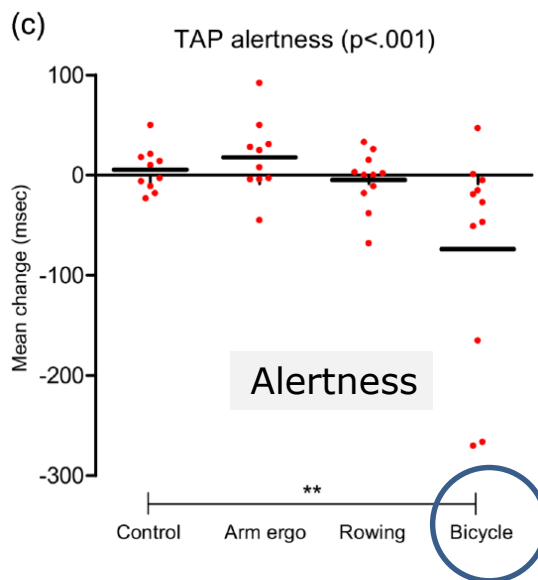 (c)
TAP alertness (p<.001)
Mean change (msec)
100
0
-100
-200
-300
Alertness
**
Control Arm ergo Rowing Bicycle